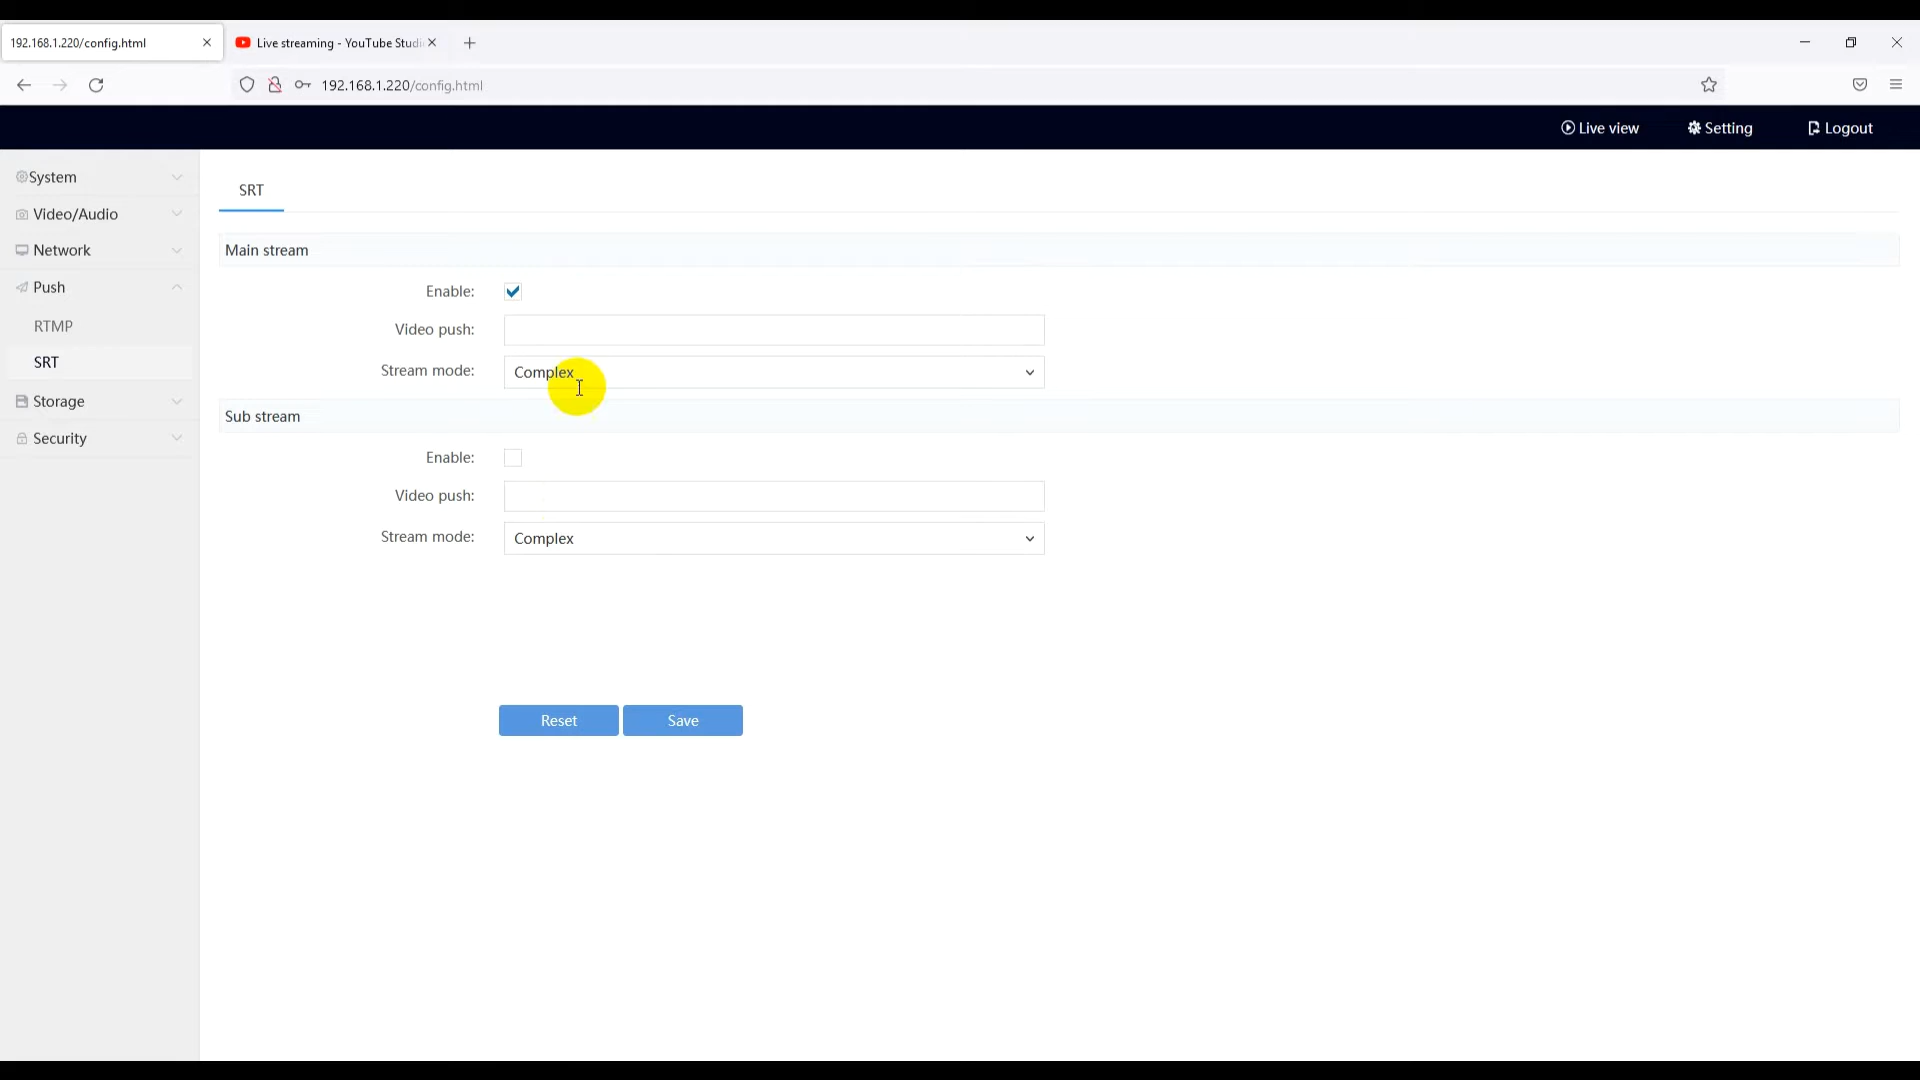 192.168.1.220/config.html
Live streaming - YouTube Studi
192.168.1.220/config.html
Live view
Setting
Logout
System
Video/Audio
Network
Push
RTMP
SRT
Storage
Security
SRT
Main stream
Enable:
Video push:
Stream mode: Complex
Sub stream
Enable:
Video push:
Stream mode: Complex
Reset
Save